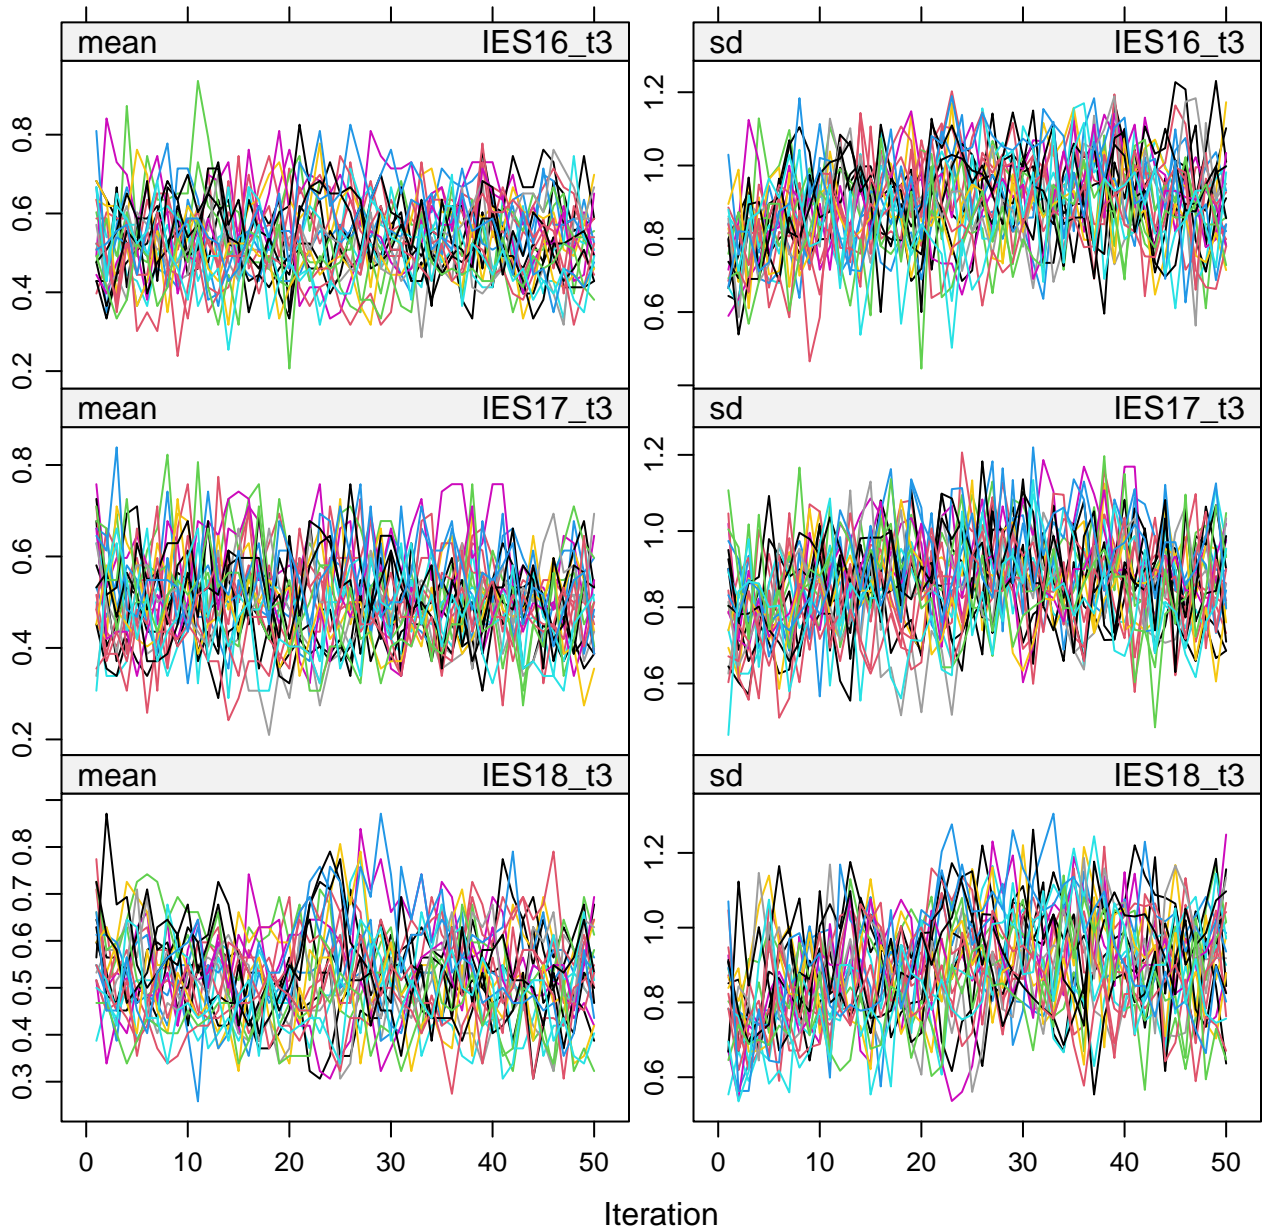 mean IES16_t3 sd IES16_t3
0.2 0.4 0.6 0.8
0.6 0.8 1.0 1.2
mean IES17_t3 sd IES17_t3
0.2 0.4 0.6 0.8
0.6 0.8 1.0 1.2
mean IES18_t3 sd IES18_t3
0.3 0.4 0.5 0.6 0.7 0.8
0.6 0.8 1.0 1.2
0 10 20 30 40 50 0 10 20 30 40 50
Iteration